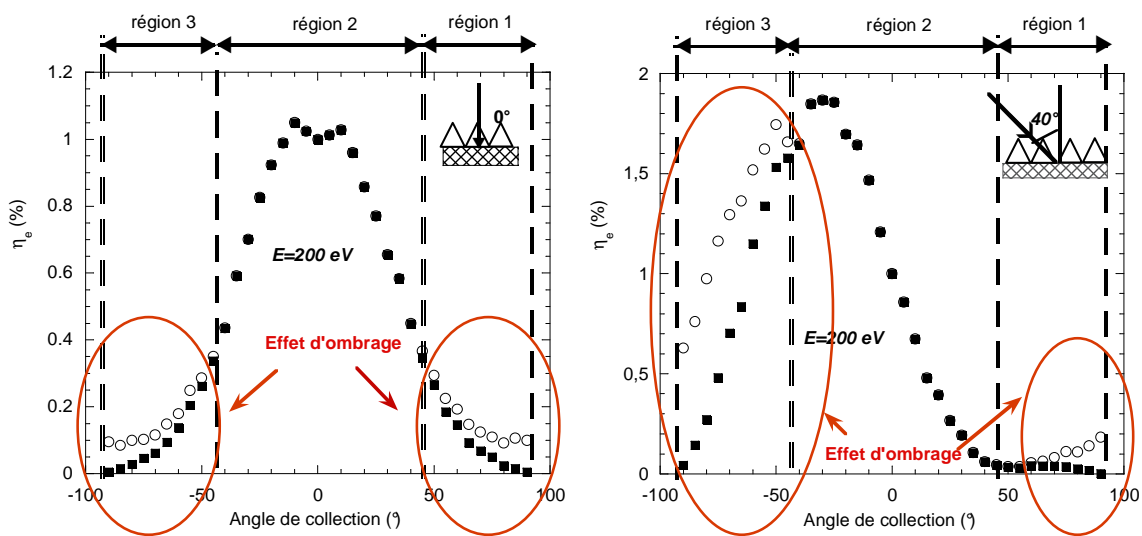 région 3
région 2
région 1
1.2
1
0.8
0.6
0.4
0.2
0
η_e (%)
0°
E=200 eV
Effet d'ombrage
-100
-50
0
50
100
Angle de collection (°)
région 3
région 2
région 1
2
1,5
1
0,5
0
η_e (%)
40°
E=200 eV
Effet d'ombrage
-100
-50
0
50
100
Angle de collection (°)